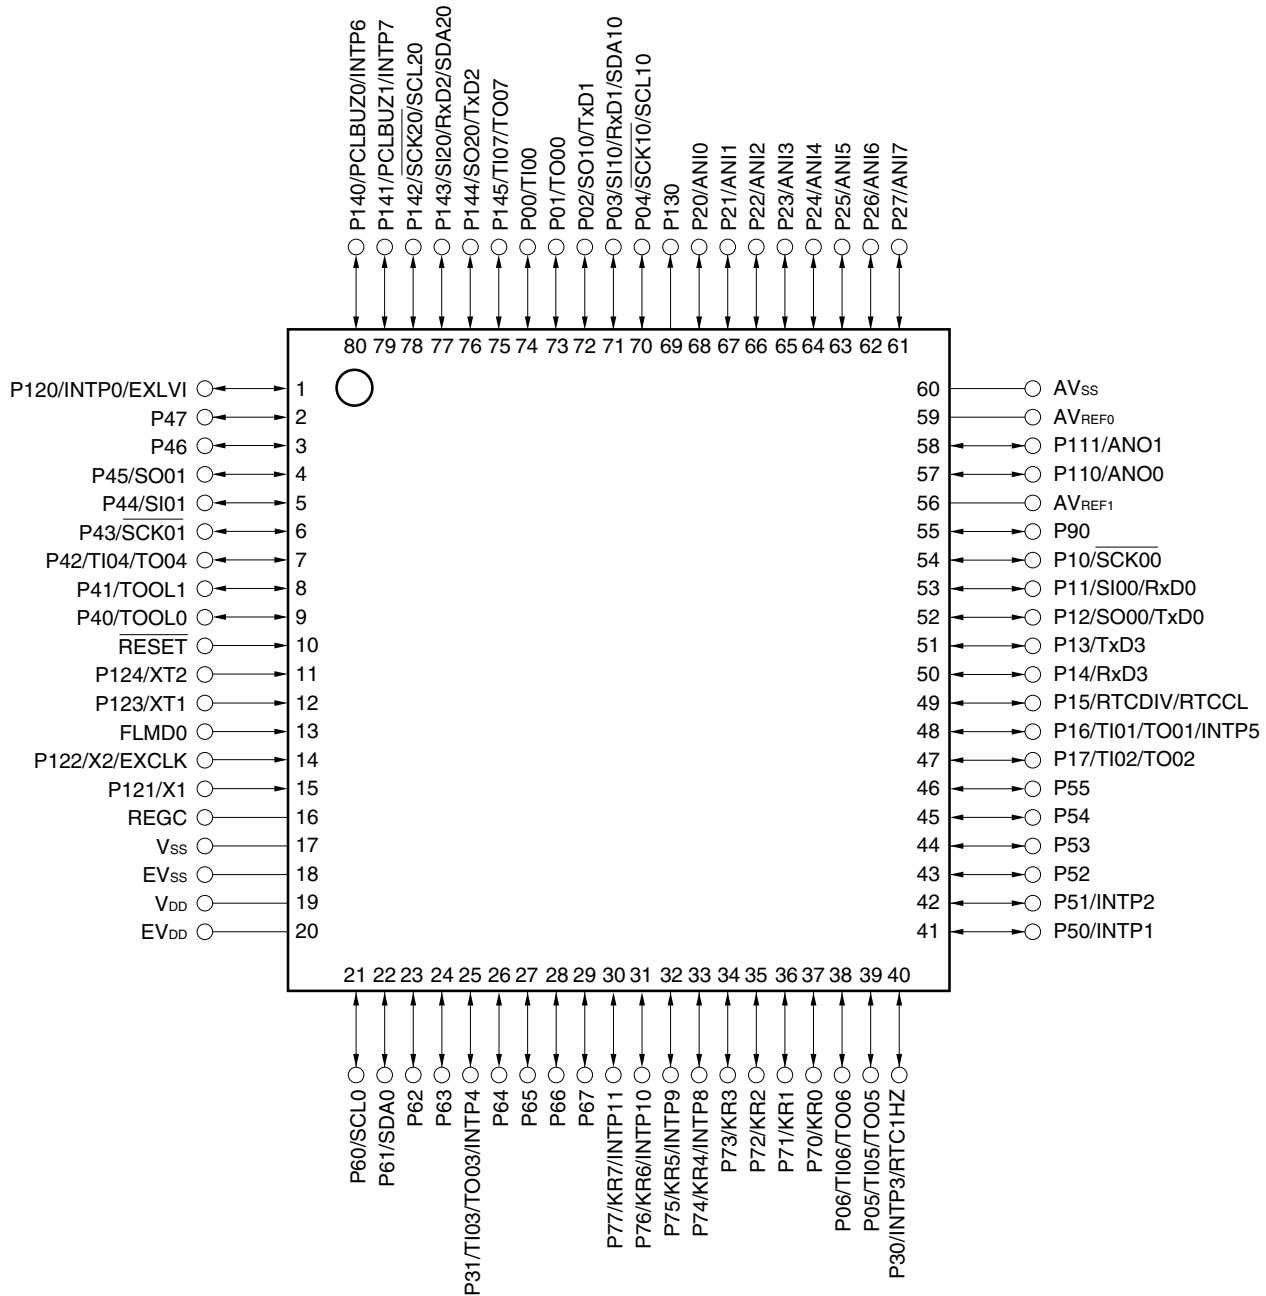 P140/PCLBUZ0/INTP6
P141/PCLBUZ1/INTP7
P142/SCK20/SCL20
P143/SI20/RxD2/SDA20
P144/SO20/TxD2
P145/TI07/TO07
P00/TI00
P01/TO00
P02/SO10/TxD1
P03/SI10/RxD1/SDA10
P04/SCK10/SCL10
P130
P20/ANI0
P21/ANI1
P22/ANI2
P23/ANI3
P24/ANI4
P25/ANI5
P26/ANI6
P27/ANI7
80 79 78 77 76 75 74 73 72 71 70 69 68 67 66 65 64 63 62 61
P120/INTP0/EXLVI 1
P47 2
P46 3
P45/SO01 4
P44/SI01 5
P43/SCK01 6
P42/TI04/TO04 7
P41/TOOL1 8
P40/TOOL0 9
RESET 10
P124/XT2 11
P123/XT1 12
FLMD0 13
P122/X2/EXCLK 14
P121/X1 15
REGC 16
VSS 17
EVSS 18
VDD 19
EVDD 20
60 AVSS
59 AVREF0
58 P111/ANO1
57 P110/ANO0
56 AVREF1
55 P90
54 P10/SCK00
53 P11/SI00/RxD0
52 P12/SO00/TxD0
51 P13/TxD3
50 P14/RxD3
49 P15/RTCDIV/RTCCL
48 P16/TI01/TO01/INTP5
47 P17/TI02/TO02
46 P55
45 P54
44 P53
43 P52
42 P51/INTP2
41 P50/INTP1
21 22 23 24 25 26 27 28 29 30 31 32 33 34 35 36 37 38 39 40
P60/SCL0
P61/SDA0
P62
P63
P31/TI03/TO03/INTP4
P64
P65
P66
P67
P77/KR7/INTP11
P76/KR6/INTP10
P75/KR5/INTP9
P74/KR4/INTP8
P73/KR3
P72/KR2
P71/KR1
P70/KR0
P06/TI06/TO06
P05/TI05/TO05
P30/INTP3/RTC1HZ